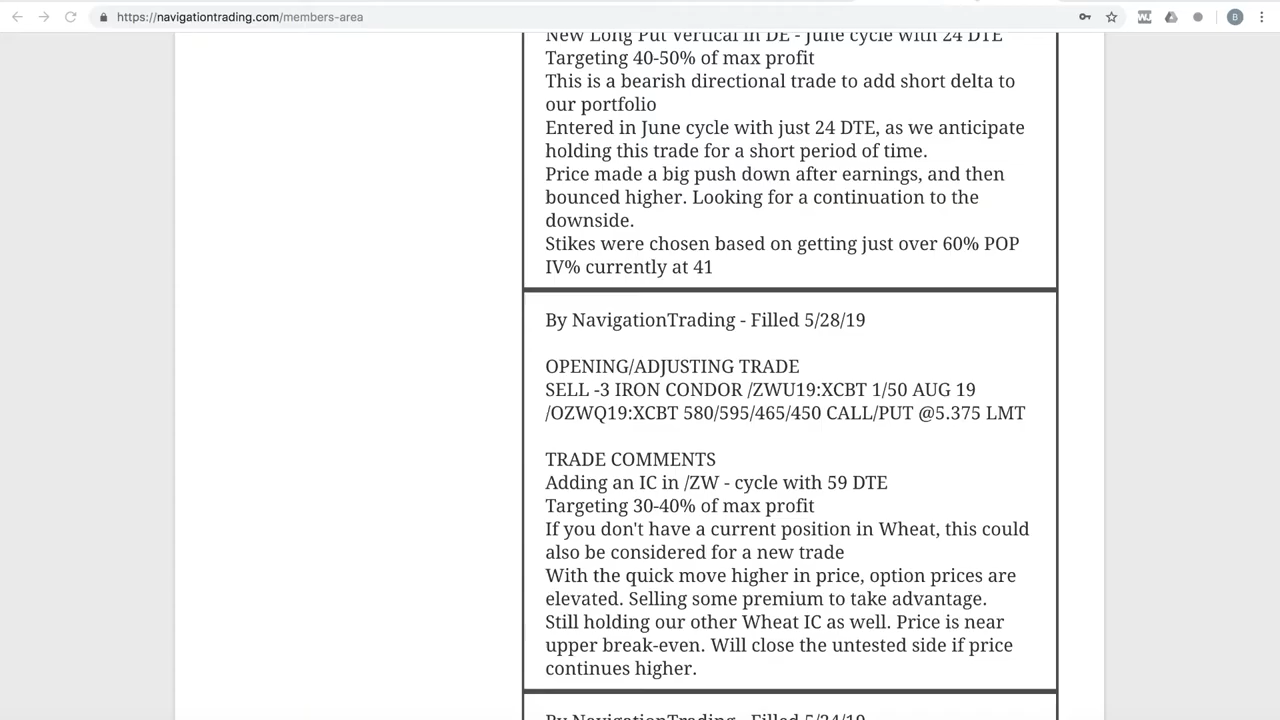 https://navigationtrading.com/members-area
B
New Long Put Vertical in DE - June cycle with 24 DTE
Targeting 40-50% of max profit
This is a bearish directional trade to add short delta to
our portfolio
Entered in June cycle with just 24 DTE, as we anticipate
holding this trade for a short period of time.
Price made a big push down after earnings, and then
bounced higher. Looking for a continuation to the
downside.
Stikes were chosen based on getting just over 60% POP
IV% currently at 41
By NavigationTrading - Filled 5/28/19
OPENING/ADJUSTING TRADE
SELL -3 IRON CONDOR /ZWU19:XCBT 1/50 AUG 19
/OZWQ19:XCBT 580/595/465/450 CALL/PUT @5.375 LMT
TRADE COMMENTS
Adding an IC in /ZW - cycle with 59 DTE
Targeting 30-40% of max profit
If you don't have a current position in Wheat, this could
also be considered for a new trade
With the quick move higher in price, option prices are
elevated. Selling some premium to take advantage.
Still holding our other Wheat IC as well. Price is near
upper break-even. Will close the untested side if price
continues higher.
By NavigationTrading - Filled 5/24/19